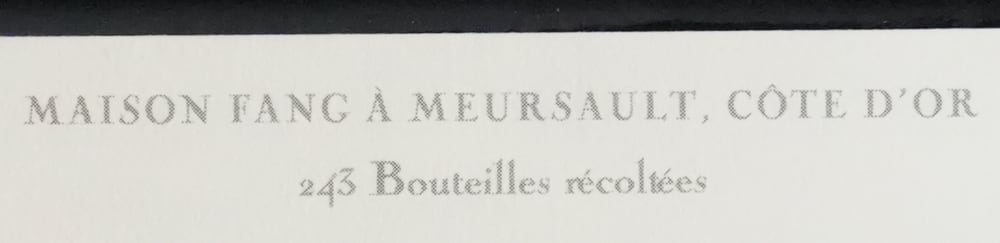 MAISON FANG À MEURSAULT, CÔTE D'OR
243 Bouteilles récoltées